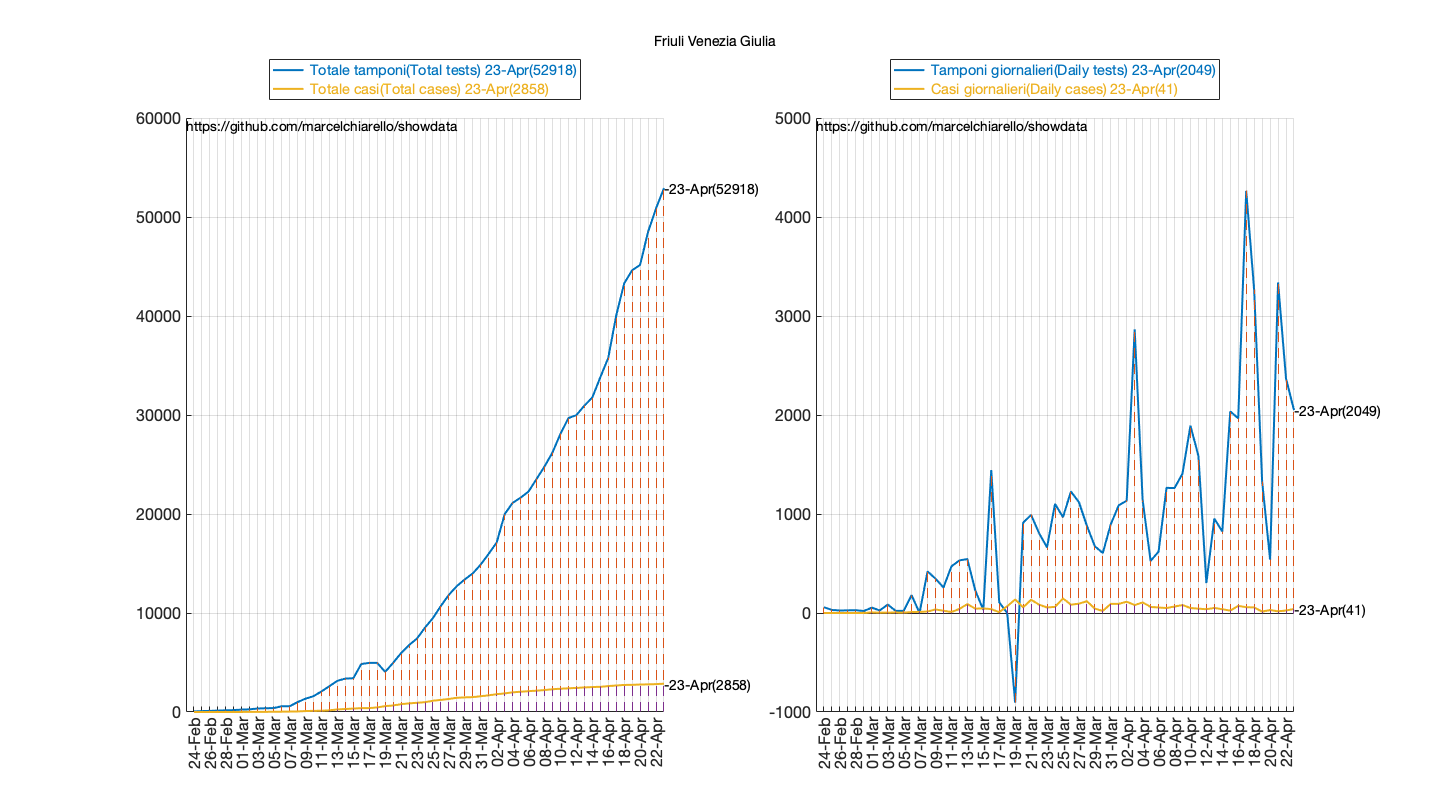 Friuli Venezia Giulia
Totale tamponi(Total tests) 23-Apr(52918)
Totale casi(Total cases) 23-Apr(2858)
60000
https://github.com/marcelchiarello/showdata
50000
40000
30000
20000
10000
0
-23-Apr(52918)
-23-Apr(2858)
24-Feb
26-Feb
28-Feb
01-Mar
03-Mar
05-Mar
07-Mar
09-Mar
11-Mar
13-Mar
15-Mar
17-Mar
19-Mar
21-Mar
23-Mar
25-Mar
27-Mar
29-Mar
31-Mar
02-Apr
04-Apr
06-Apr
08-Apr
10-Apr
12-Apr
14-Apr
16-Apr
18-Apr
20-Apr
22-Apr
Tamponi giornalieri(Daily tests) 23-Apr(2049)
Casi giornalieri(Daily cases) 23-Apr(41)
5000
https://github.com/marcelchiarello/showdata
4000
3000
2000
1000
0
-1000
-23-Apr(2049)
-23-Apr(41)
24-Feb
26-Feb
28-Feb
01-Mar
03-Mar
05-Mar
07-Mar
09-Mar
11-Mar
13-Mar
15-Mar
17-Mar
19-Mar
21-Mar
23-Mar
25-Mar
27-Mar
29-Mar
31-Mar
02-Apr
04-Apr
06-Apr
08-Apr
10-Apr
12-Apr
14-Apr
16-Apr
18-Apr
20-Apr
22-Apr